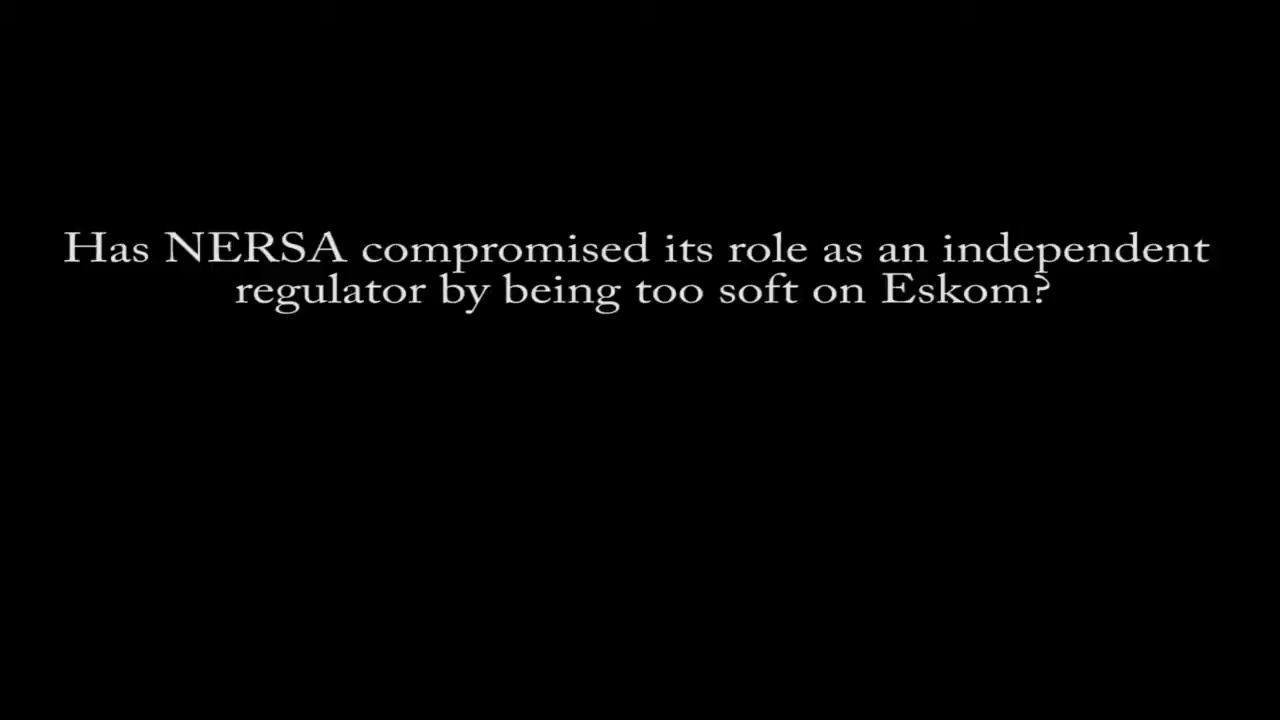 Has NERSA compromised its role as an independent
regulator by being too soft on Eskom?